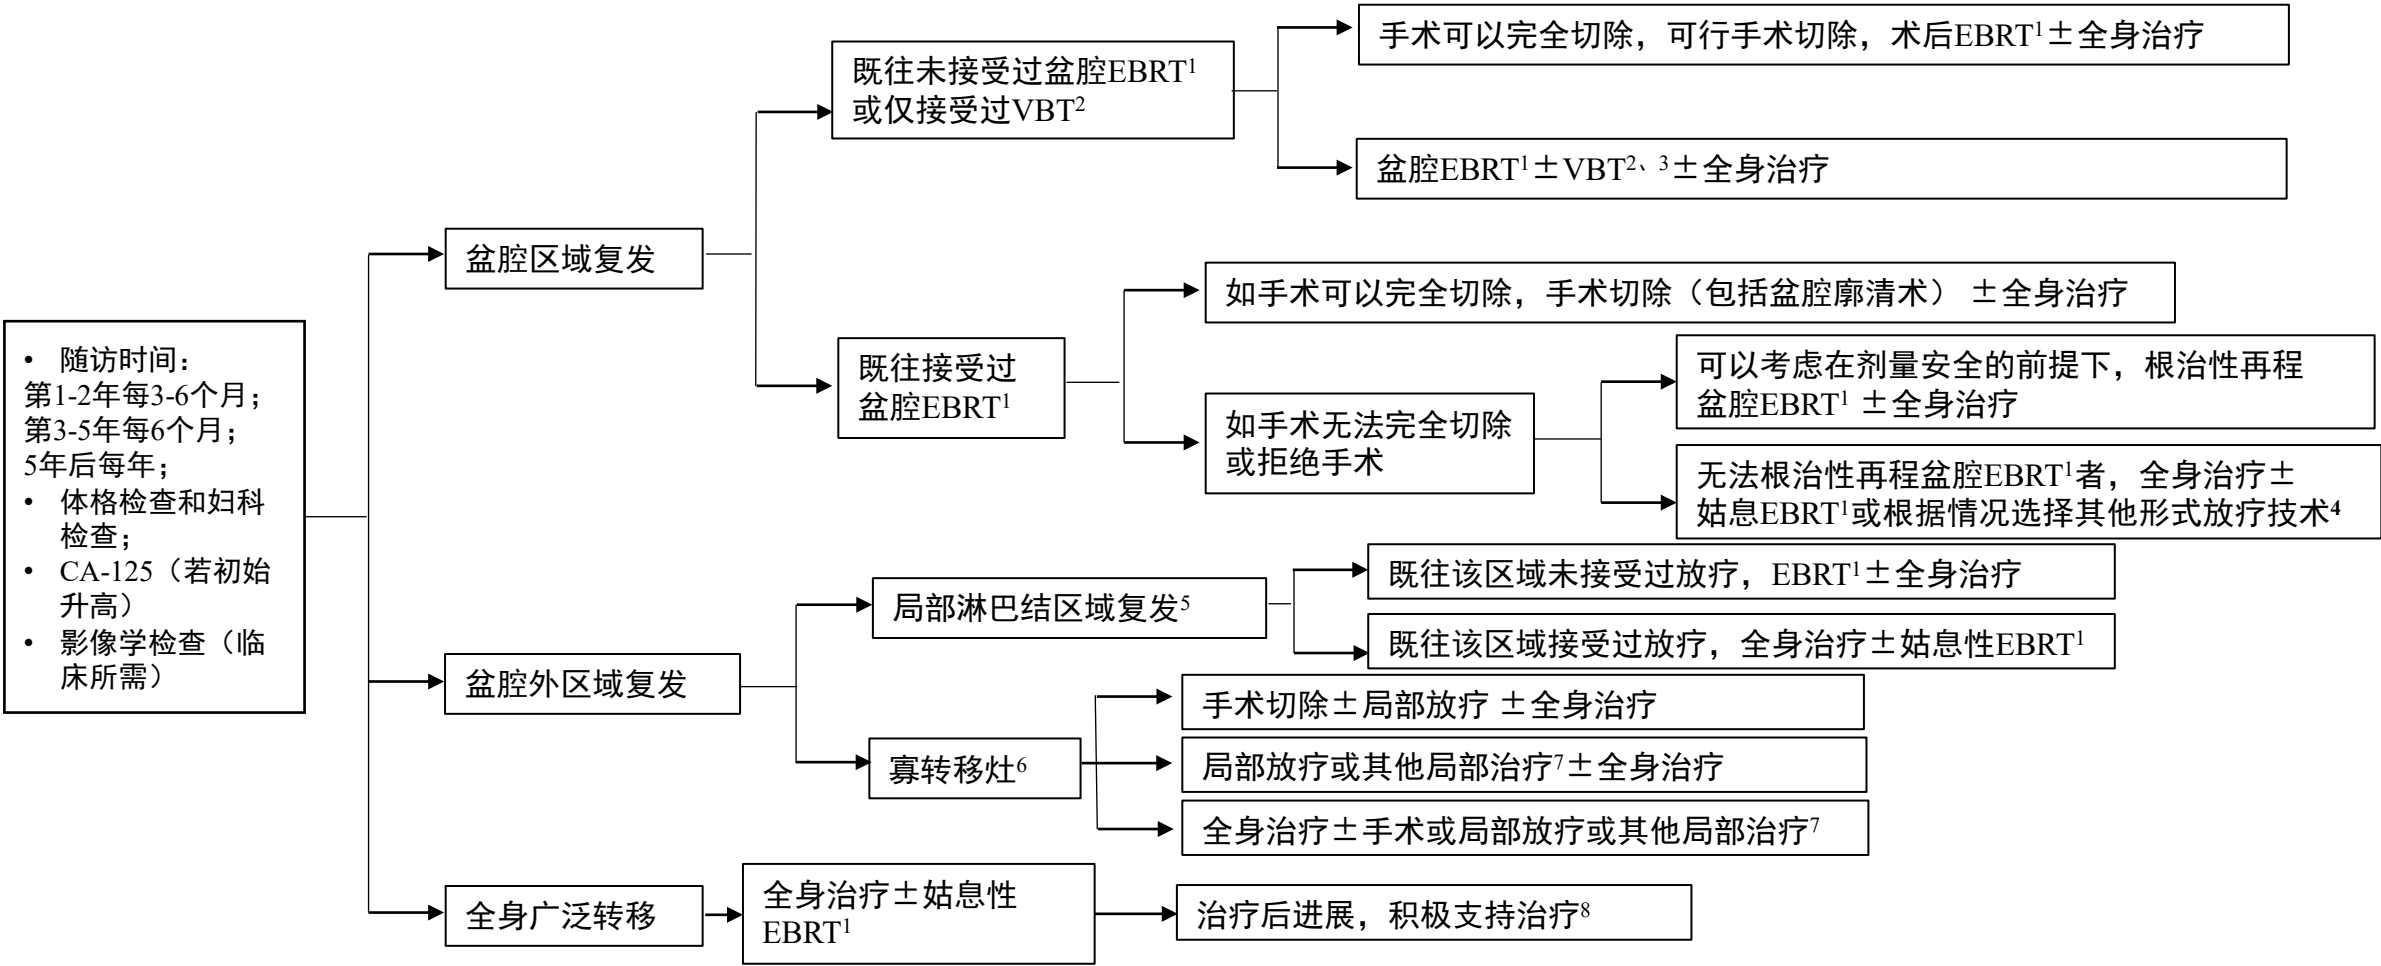 • 随访时间：
第1-2年每3-6个月；
第3-5年每6个月；
5年后每年；
• 体格检查和妇科
检查；
• CA-125（若初始
升高）
• 影像学检查（临
床所需）
盆腔区域复发
既往未接受过盆腔EBRT¹
或仅接受过VBT²
手术可以完全切除，可行手术切除，术后EBRT¹±全身治疗
盆腔EBRT¹±VBT²、³±全身治疗
既往接受过
盆腔EBRT¹
如手术可以完全切除，手术切除（包括盆腔廓清术） ±全身治疗
如手术无法完全切除
或拒绝手术
可以考虑在剂量安全的前提下，根治性再程
盆腔EBRT¹ ±全身治疗
无法根治性再程盆腔EBRT¹者，全身治疗±
姑息EBRT¹或根据情况选择其他形式放疗技术⁴
盆腔外区域复发
局部淋巴结区域复发⁵
既往该区域未接受过放疗，EBRT¹±全身治疗
既往该区域接受过放疗，全身治疗±姑息性EBRT¹
寡转移灶⁶
手术切除±局部放疗 ±全身治疗
局部放疗或其他局部治疗⁷±全身治疗
全身治疗±手术或局部放疗或其他局部治疗⁷
全身广泛转移
全身治疗±姑息性
EBRT¹
治疗后进展，积极支持治疗⁸